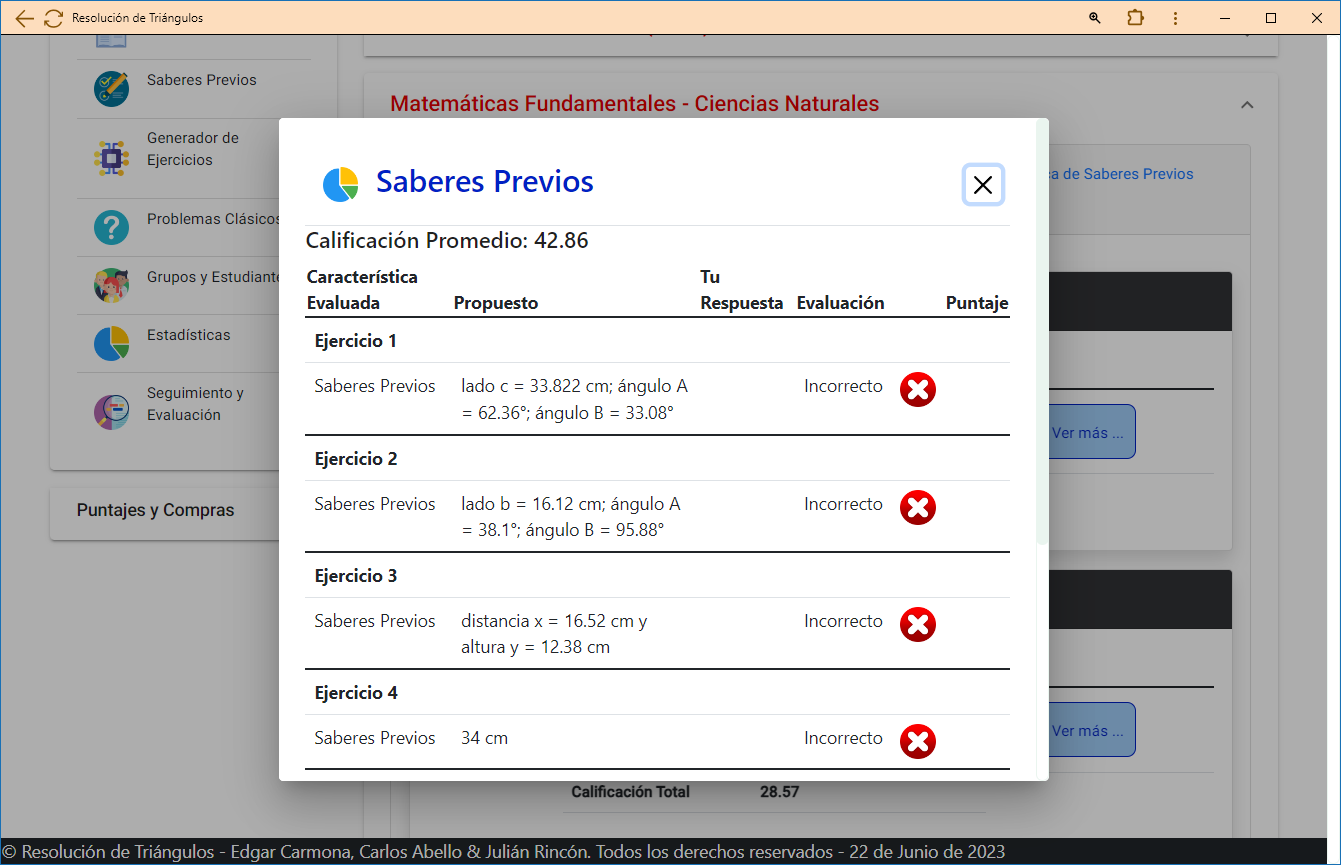 Resolución de Triángulos
Saberes Previos
Generador de
Ejercicios
Problemas Clásicos
Grupos y Estudiante
Estadísticas
Seguimiento y
Evaluación
Puntajes y Compras
Matemáticas Fundamentales - Ciencias Naturales
ca de Saberes Previos
Ver más ...
Ver más ...
Saberes Previos
Calificación Promedio: 42.86
Característica Evaluada Propuesto Tu Respuesta Evaluación Puntaje
Ejercicio 1
Saberes Previos lado c = 33.822 cm; ángulo A Incorrecto
= 62.36°; ángulo B = 33.08°
Ejercicio 2
Saberes Previos lado b = 16.12 cm; ángulo A Incorrecto
= 38.1°; ángulo B = 95.88°
Ejercicio 3
Saberes Previos distancia x = 16.52 cm y Incorrecto
altura y = 12.38 cm
Ejercicio 4
Saberes Previos 34 cm Incorrecto
Calificación Total 28.57
© Resolución de Triángulos - Edgar Carmona, Carlos Abello & Julián Rincón. Todos los derechos reservados - 22 de Junio de 2023